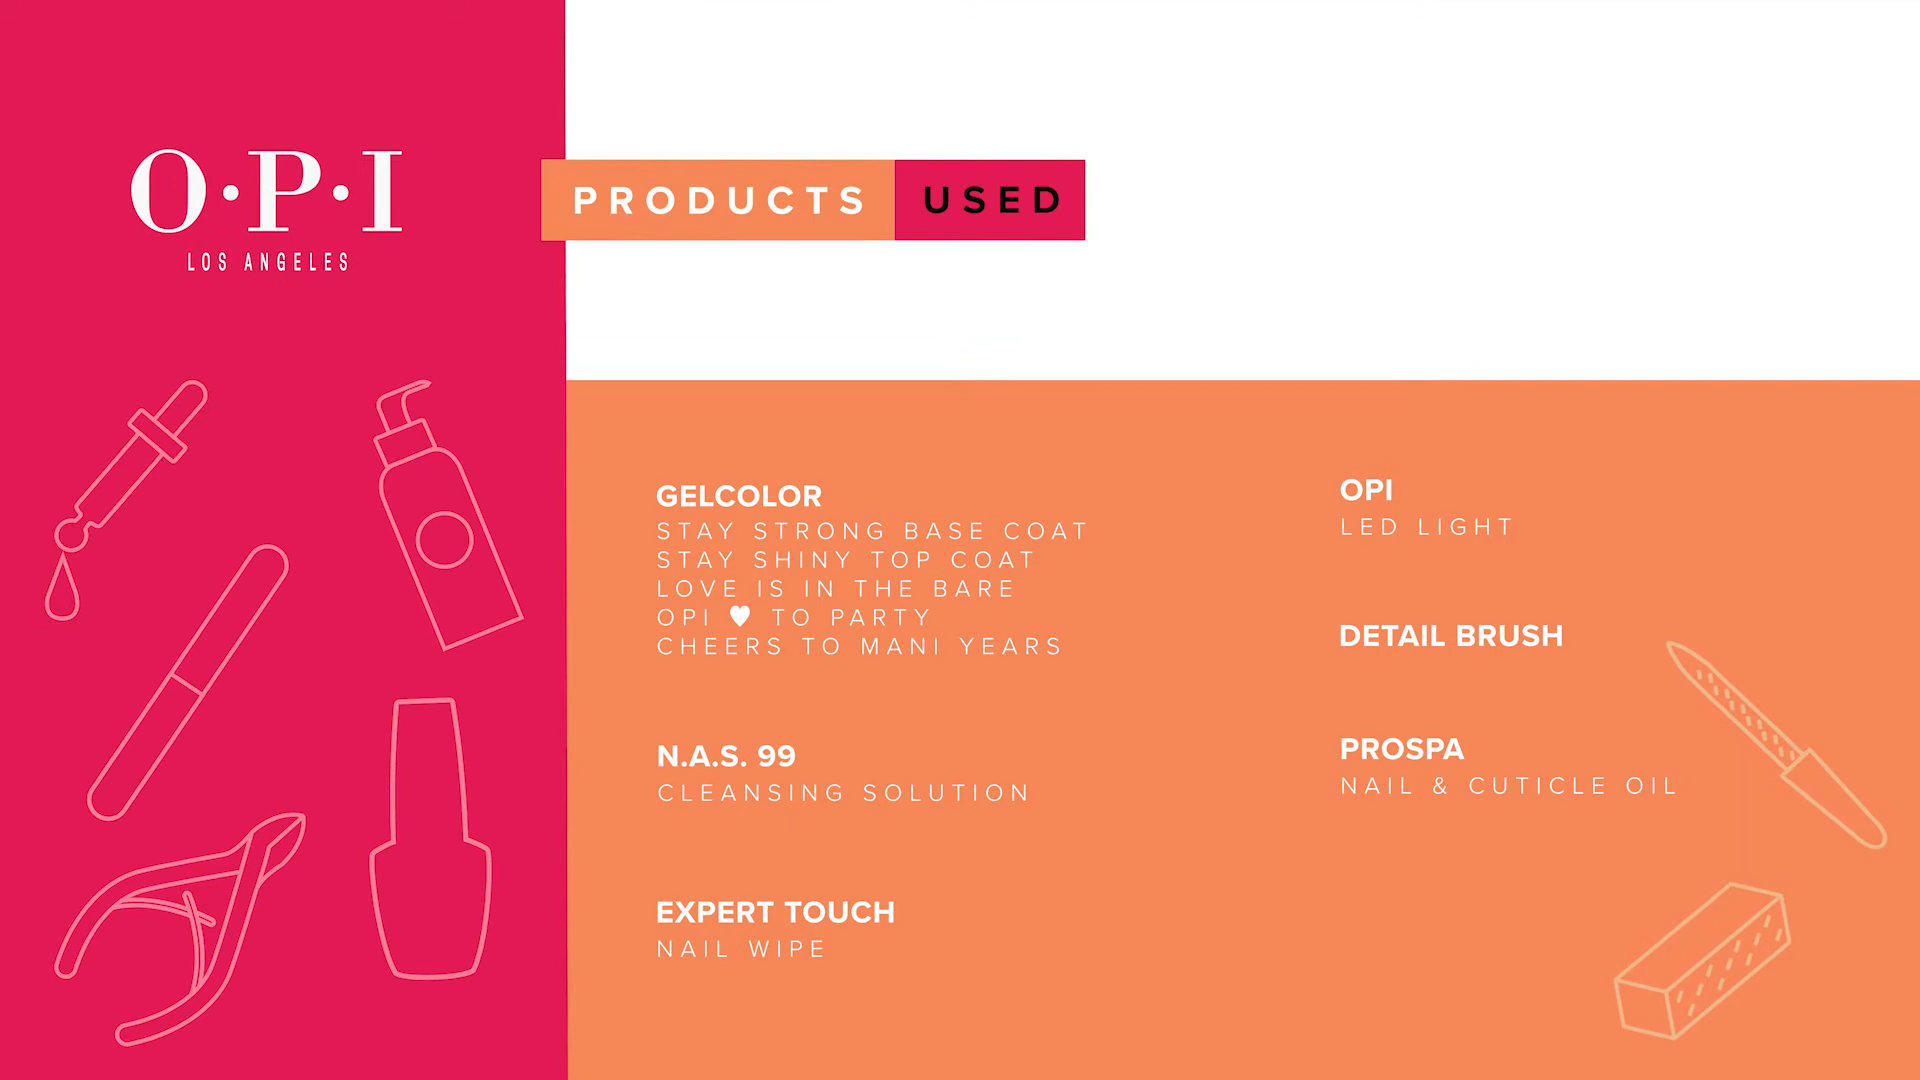 O·P·I
LOS ANGELES
PRODUCTS USED
GELCOLOR
STAY STRONG BASE COAT
STAY SHINY TOP COAT
LOVE IS IN THE BARE
OPI ♥ TO PARTY
CHEERS TO MANI YEARS
N.A.S. 99
CLEANSING SOLUTION
EXPERT TOUCH
NAIL WIPE
OPI
LED LIGHT
DETAIL BRUSH
PROSPA
NAIL & CUTICLE OIL